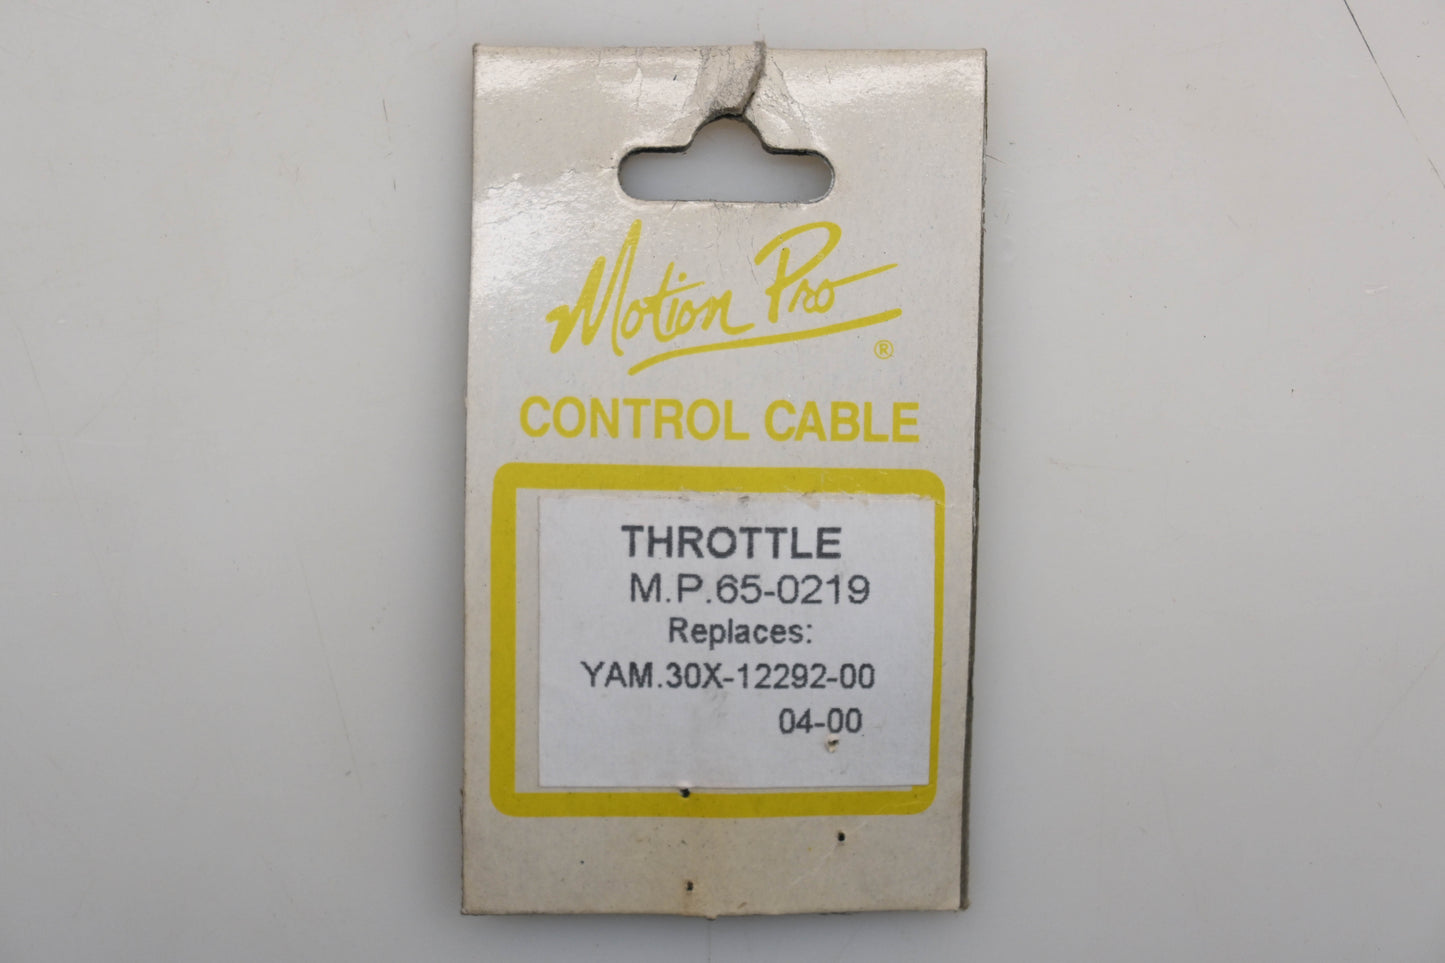 Motion Pro
®
CONTROL CABLE
THROTTLE
M.P.65-0219
Replaces:
YAM.30X-12292-00
04-00